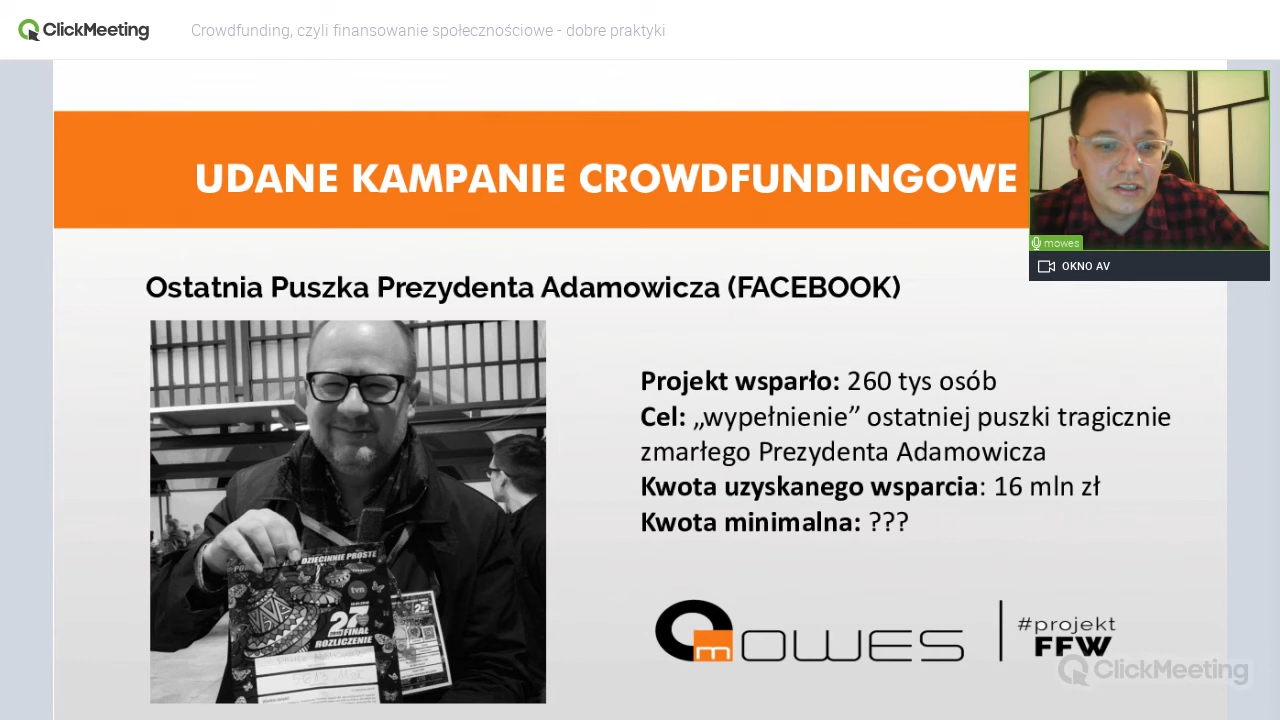 ClickMeeting
Crowdfunding, czyli finansowanie społecznościowe - dobre praktyki
UDANE KAMPANIE CROWDFUNDINGOWE
mowes
OKNO AV
Ostatnia Puszka Prezydenta Adamowicza (FACEBOOK)
Projekt wsparło: 260 tys osób
Cel: „wypełnienie” ostatniej puszki tragicznie
zmarłego Prezydenta Adamowicza
Kwota uzyskanego wsparcia: 16 mln zł
Kwota minimalna: ???
DZIECINNIE PROSTE
tvn
27
FINAŁ
ROZLICZENIE
27
OWES
m
#projekt
FFW
ClickMeeting